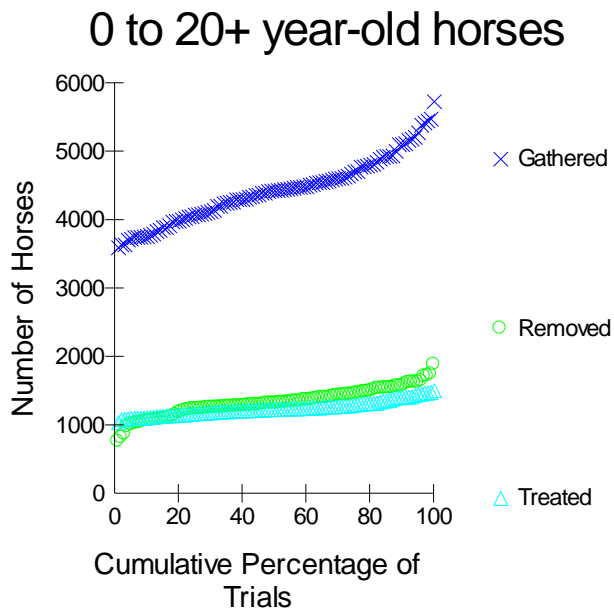 0 to 20+ year-old horses
6000
5000
4000
3000
2000
1000
0
Number of Horses
0 20 40 60 80 100
Cumulative Percentage of
Trials
Gathered
Removed
Treated